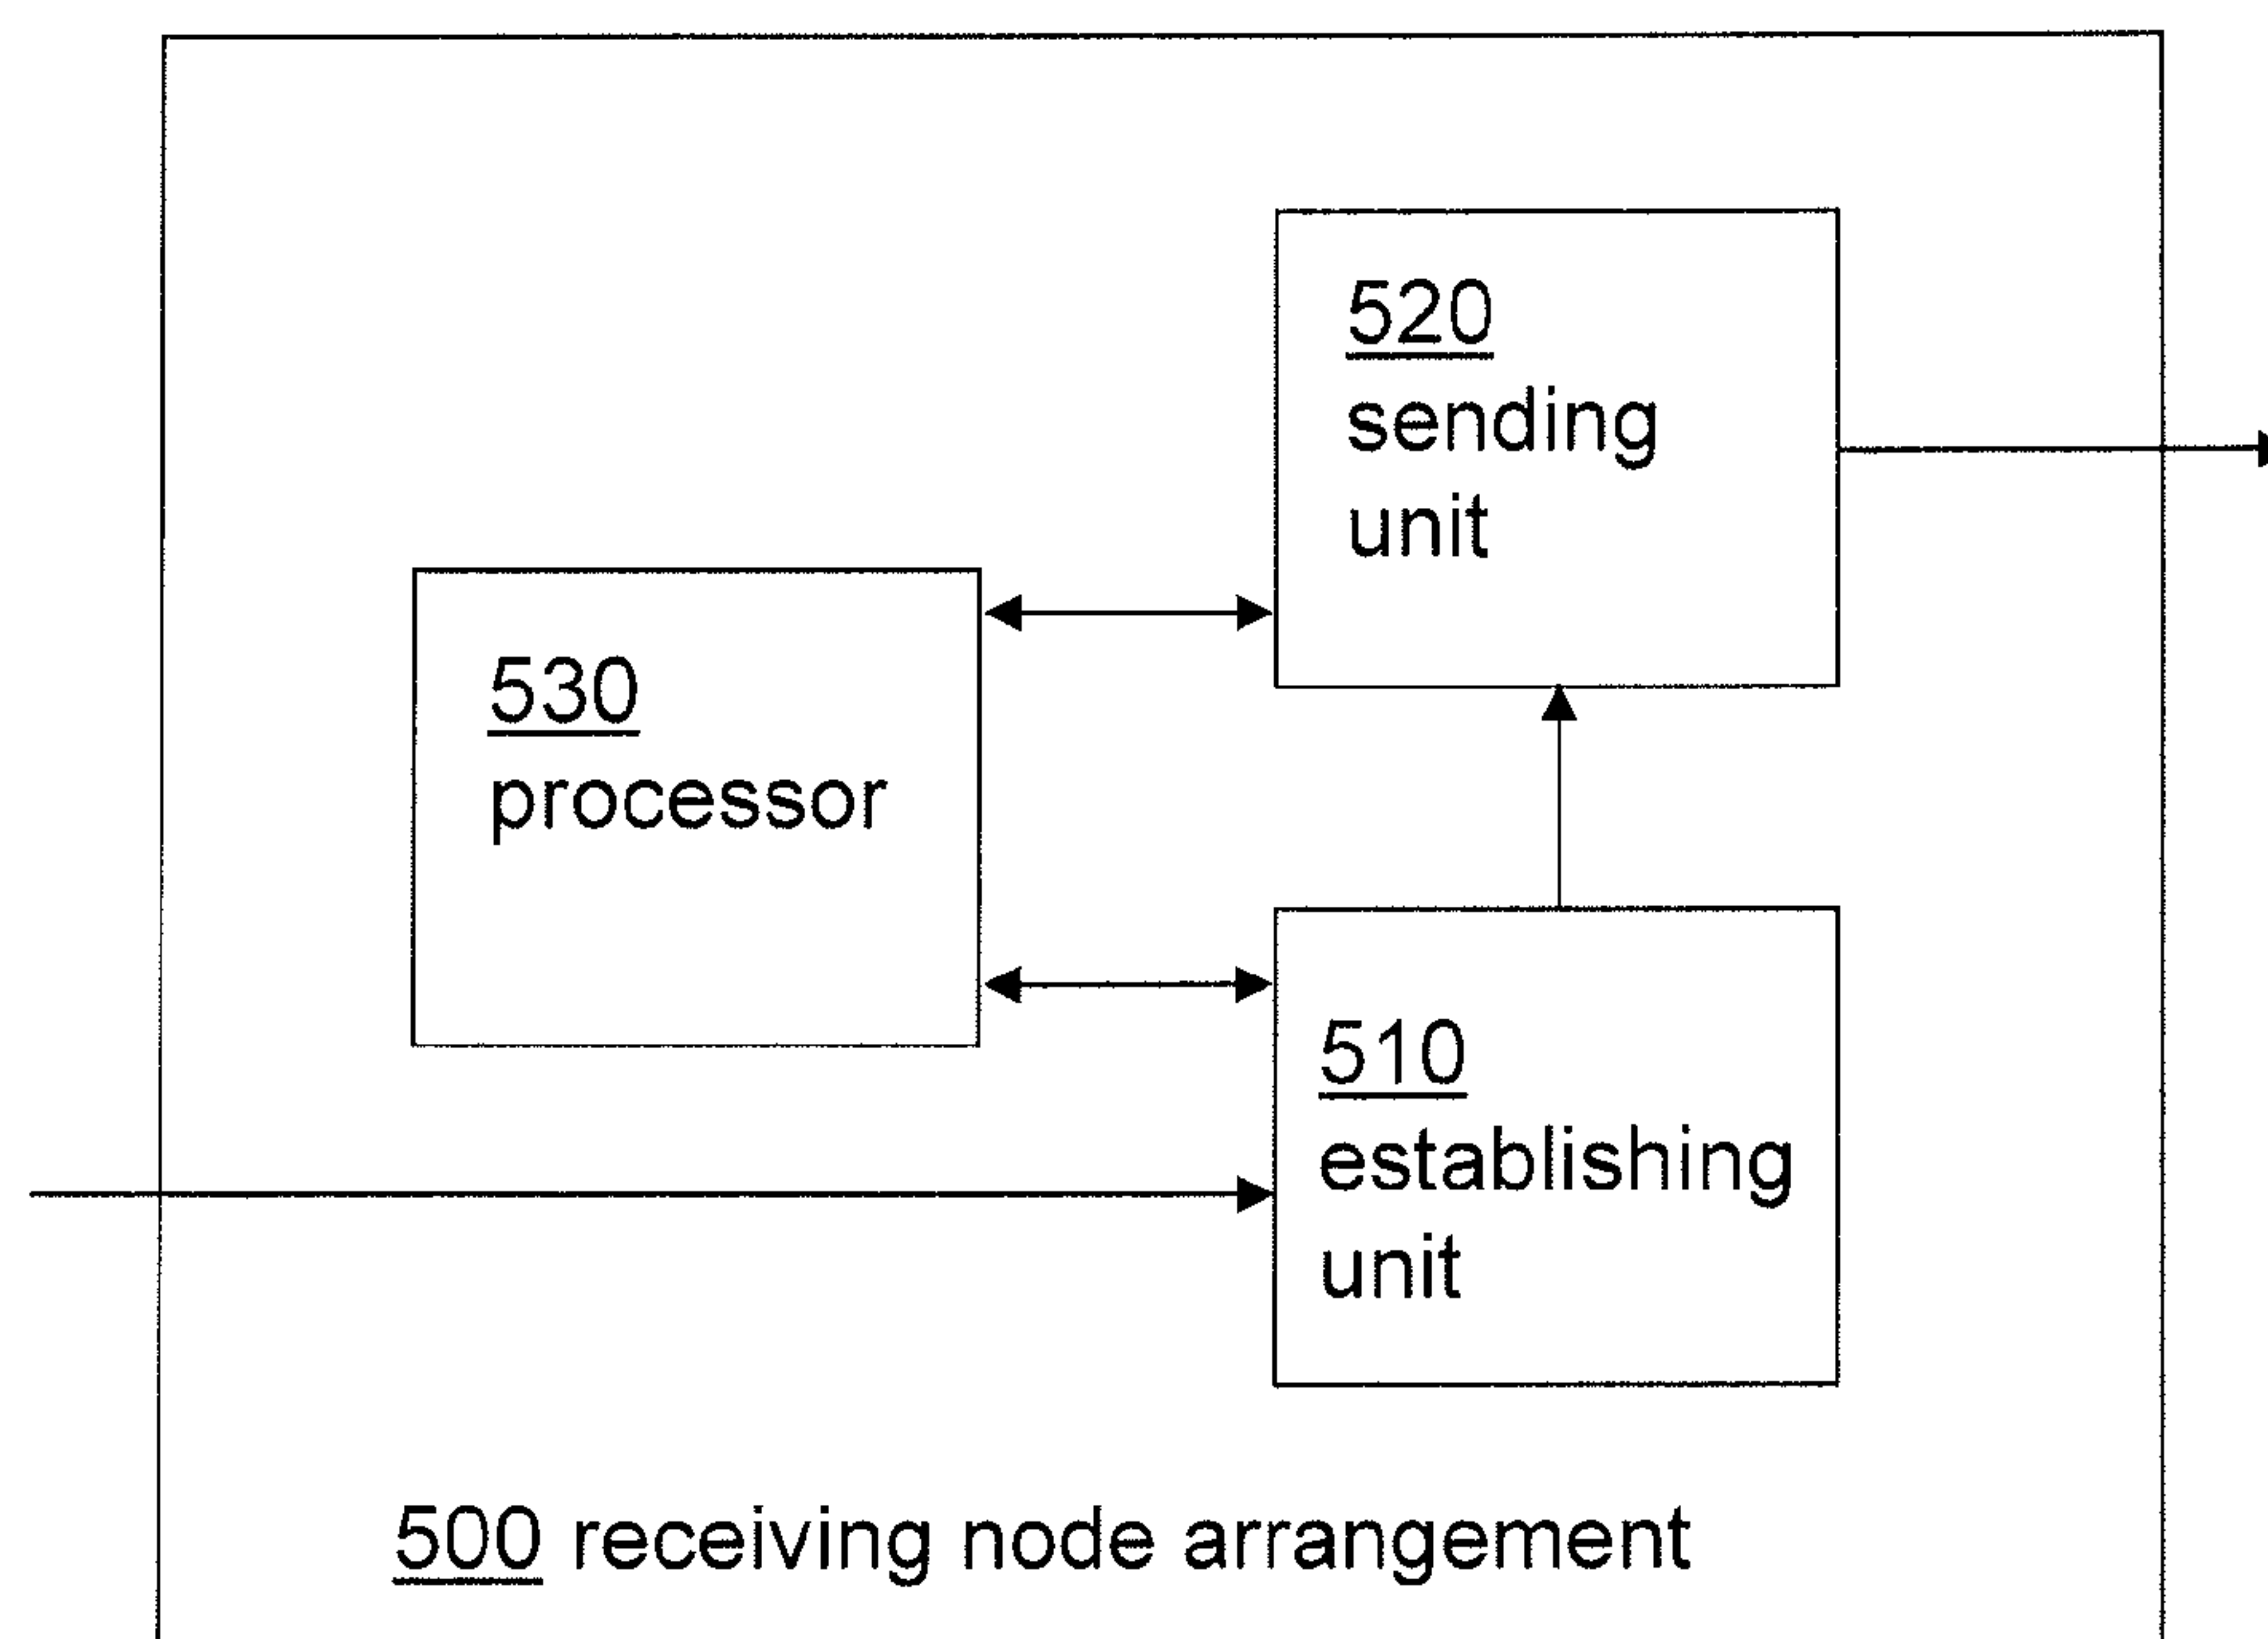 520
sending
unit
530
processor
510
establishing
unit
500 receiving node arrangement